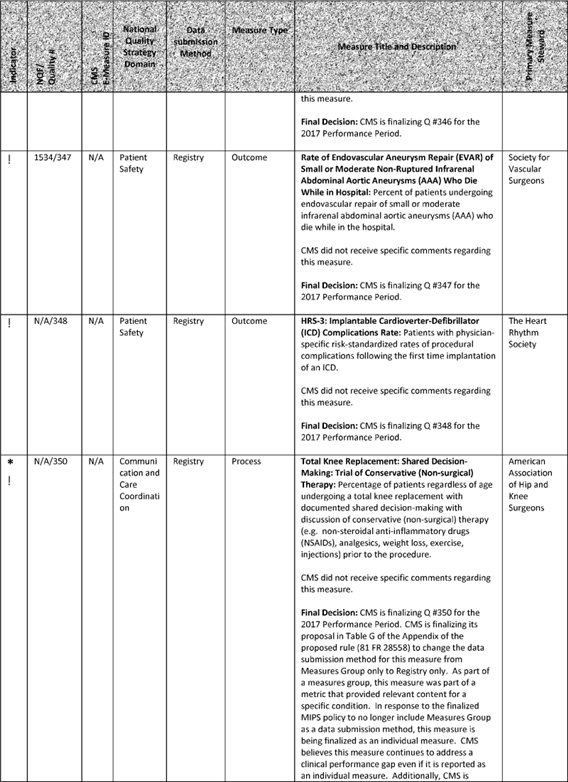 Indicator
NQF/
Quality #
CMS
E-Measure ID
National
Quality
Strategy
Domain
Data
submission
Method
Measure Type
Measure Title and Description
Primary Measure
Steward
this measure.
Final Decision: CMS is finalizing Q #346 for the
2017 Performance Period.
!
1534/347
N/A
Patient
Safety
Registry
Outcome
Rate of Endovascular Aneurysm Repair (EVAR) of
Small or Moderate Non-Ruptured Infrarenal
Abdominal Aortic Aneurysms (AAA) Who Die
While in Hospital: Percent of patients undergoing
endovascular repair of small or moderate
infrarenal abdominal aortic aneurysms (AAA) who
die while in the hospital.
CMS did not receive specific comments regarding
this measure.
Final Decision: CMS is finalizing Q #347 for
the 2017 Performance Period.
Society for
Vascular
Surgeons
!
N/A/348
N/A
Patient
Safety
Registry
Outcome
HRS-3: Implantable Cardioverter-Defibrillator
(ICD) Complications Rate: Patients with physician-
specific risk-standardized rates of procedural
complications following the first time implantation
of an ICD.
CMS did not receive specific comments regarding
this measure.
Final Decision: CMS is finalizing Q #348 for
the 2017 Performance Period.
The Heart
Rhythm
Society
*
!
N/A/350
N/A
Communi
cation and
Care
Coordinati
on
Registry
Process
Total Knee Replacement: Shared Decision-
Making: Trial of Conservative (Non-surgical)
Therapy: Percentage of patients regardless of age
undergoing a total knee replacement with
documented shared decision-making with
discussion of conservative (non-surgical) therapy
(e.g. non-steroidal anti-inflammatory drugs
(NSAIDs), analgesics, weight loss, exercise,
injections) prior to the procedure.
CMS did not receive specific comments regarding
this measure.
Final Decision: CMS is finalizing Q #350 for the
2017 Performance Period. CMS is finalizing its
proposal in Table G of the Appendix of the
proposed rule (81 FR 28558) to change the data
submission method for this measure from
Measures Group only to Registry only. As part of
a measures group, this measure was part of a
metric that provided relevant content for a
specific condition. In response to the finalized
MIPS policy to no longer include Measures Group
as a data submission method, this measure is
being finalized as an individual measure. CMS
believes this measure continues to address a
clinical performance gap even if it is reported as
an individual measure. Additionally, CMS is
American
Association
of Hip and
Knee
Surgeons